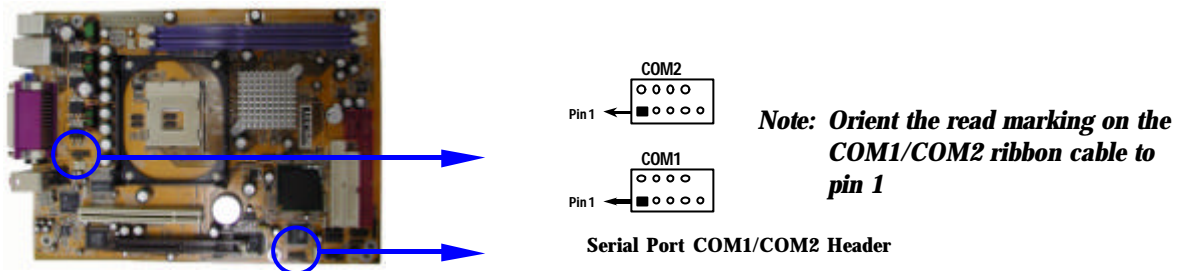 COM2
Pin 1
Note: Orient the read marking on the
COM1/COM2 ribbon cable to
pin 1
COM1
Pin 1
Serial Port COM1/COM2 Header